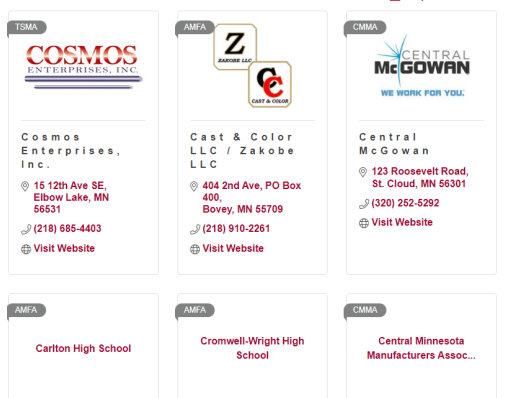 TSMA
COSMOS
ENTERPRISES, INC.
Cosmos
Enterprises,
Inc.
15 12th Ave SE,
Elbow Lake, MN
56531
(218) 685-4403
Visit Website
AMFA
Z
ZAKOBE LLC
CC
CAST & COLOR
Cast & Color
LLC / Zakobe
LLC
404 2nd Ave, PO Box
400,
Bovey, MN 55709
(218) 910-2261
Visit Website
CMMA
CENTRAL
McGOWAN
WE WORK FOR YOU.
Central
McGowan
123 Roosevelt Road,
St. Cloud, MN 56301
(320) 252-5292
Visit Website
AMFA
Carlton High School
AMFA
Cromwell-Wright High
School
CMMA
Central Minnesota
Manufacturers Assoc...